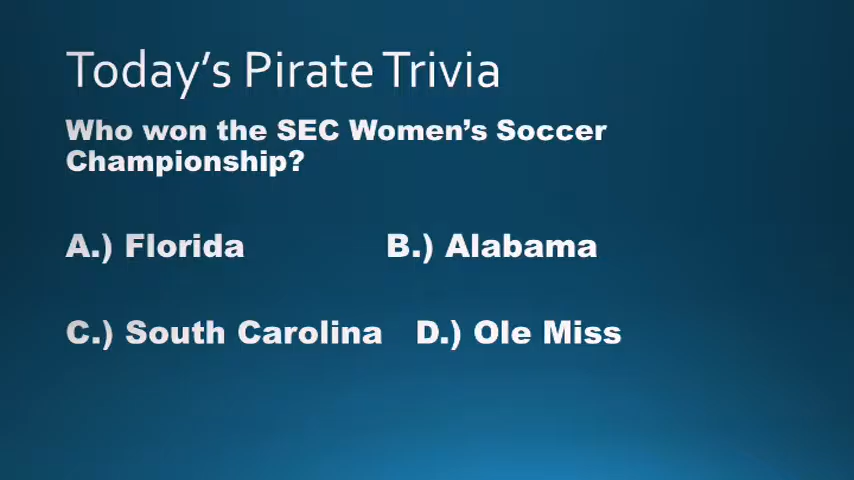 Today’s Pirate Trivia
Who won the SEC Women’s Soccer
Championship?
A.) Florida B.) Alabama
C.) South Carolina D.) Ole Miss